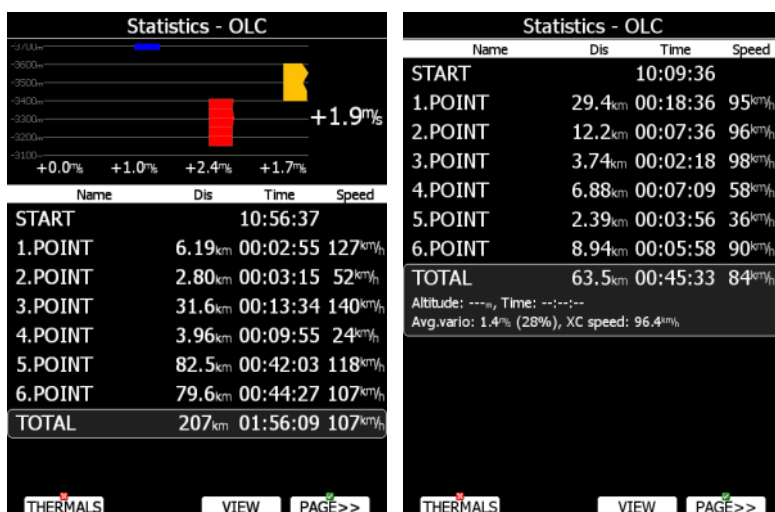 Statistics - OLC
-3700m
-3600m
-3500m
-3400m
-3300m
-3200m
-3100
+1.9m/s
+0.0m/s +1.0m/s +2.4m/s +1.7m/s
Name Dis Time Speed
START 10:56:37
1.POINT 6.19km 00:02:55 127km/h
2.POINT 2.80km 00:03:15 52km/h
3.POINT 31.6km 00:13:34 140km/h
4.POINT 3.96km 00:09:55 24km/h
5.POINT 82.5km 00:42:03 118km/h
6.POINT 79.6km 00:44:27 107km/h
TOTAL 207km 01:56:09 107km/h
THERMALS VIEW PAGE>>
Statistics - OLC
Name Dis Time Speed
START 10:09:36
1.POINT 29.4km 00:18:36 95km/h
2.POINT 12.2km 00:07:36 96km/h
3.POINT 3.74km 00:02:18 98km/h
4.POINT 6.88km 00:07:09 58km/h
5.POINT 2.39km 00:03:56 36km/h
6.POINT 8.94km 00:05:58 90km/h
TOTAL 63.5km 00:45:33 84km/h
Altitude: ---m, Time: --:--:--
Avg.vario: 1.4m/s (28%), XC speed: 96.4km/h
THERMALS VIEW PAGE>>